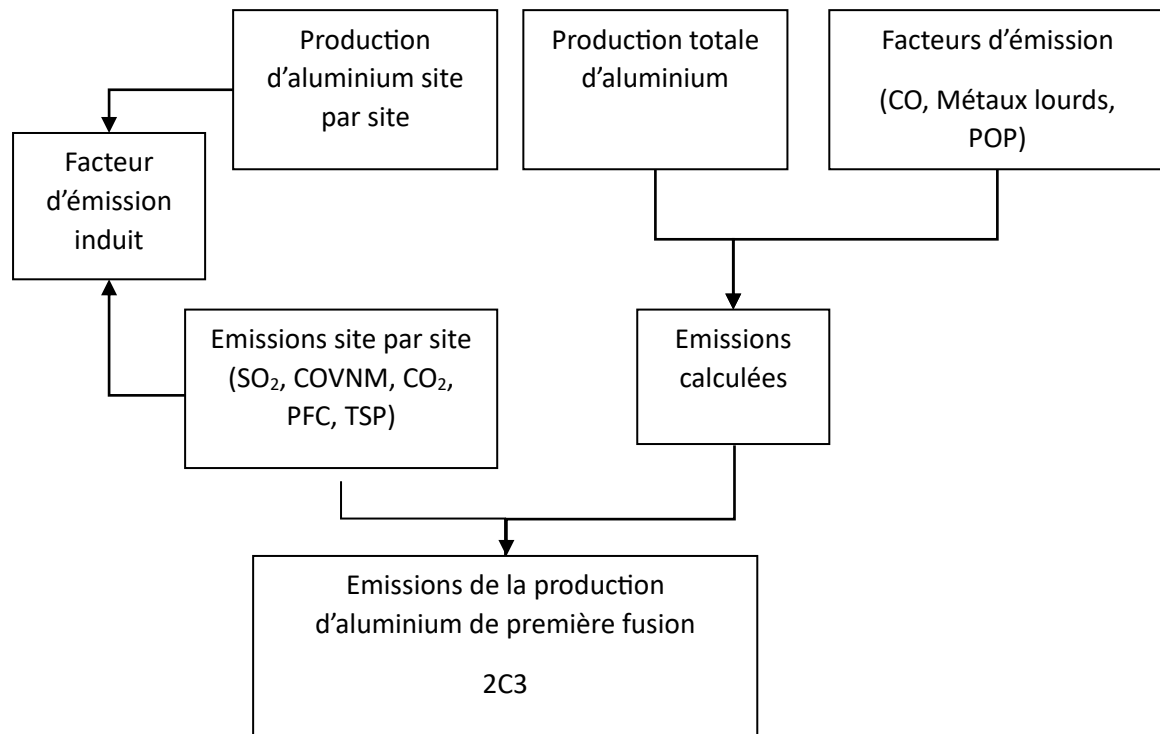 Production
d’aluminium site
par site
Production totale
d’aluminium
Facteurs d’émission
(CO, Métaux lourds,
POP)
Facteur
d’émission
induit
Emissions site par site
(SO₂, COVNM, CO₂,
PFC, TSP)
Emissions
calculées
Emissions de la production
d’aluminium de première fusion
2C3